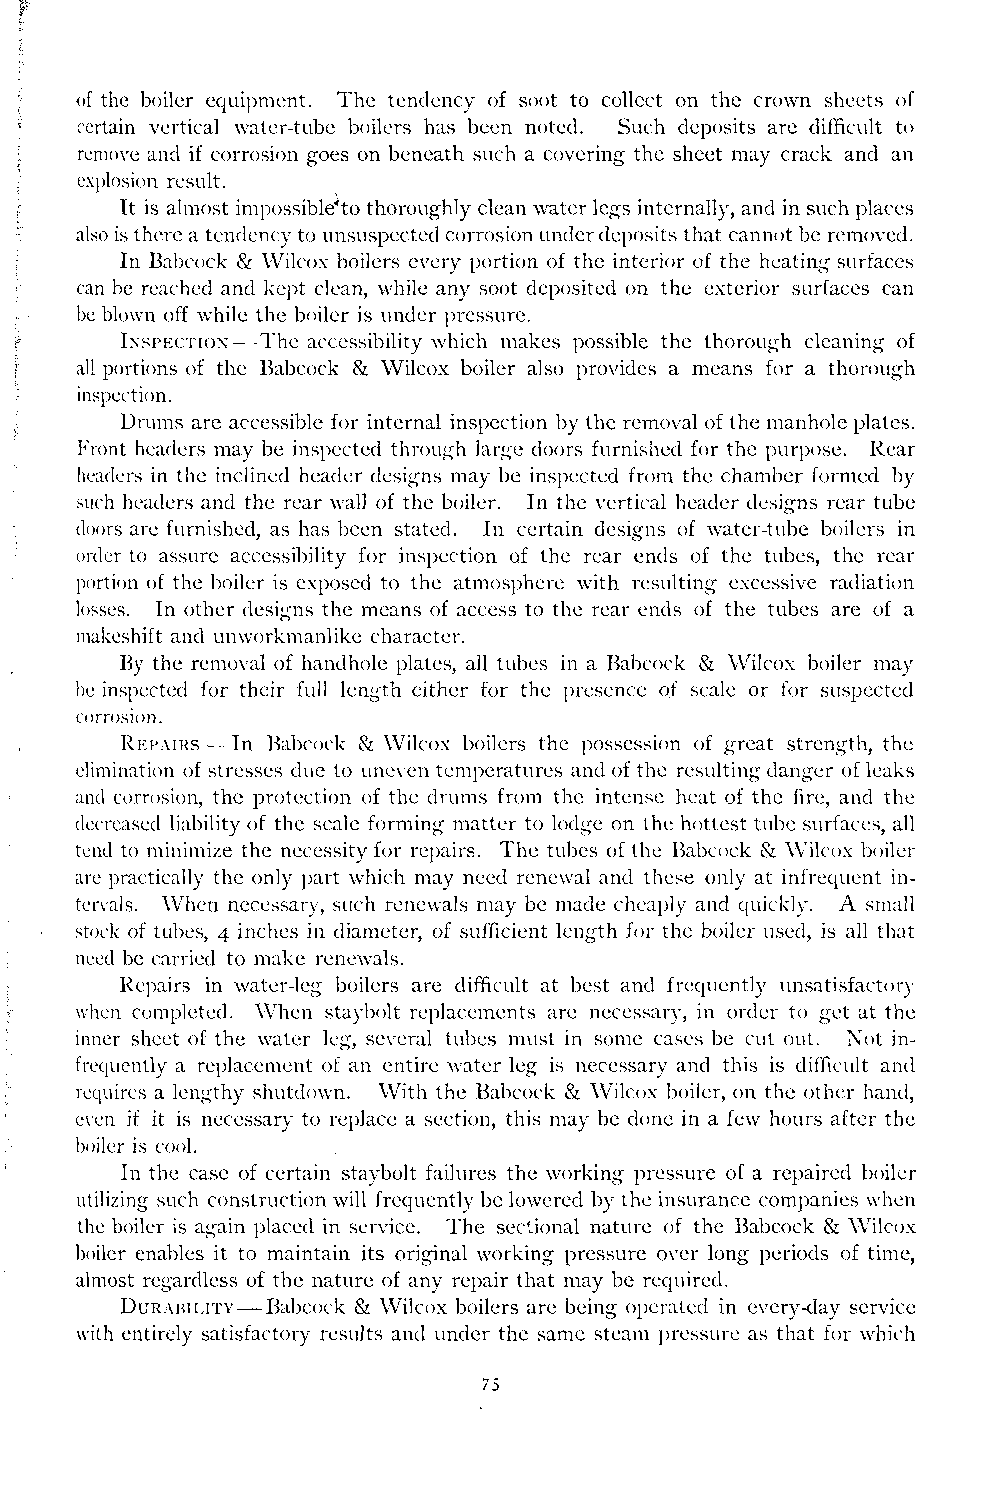 of the boiler equipment. The tendency of soot to collect on the crown sheets of
certain vertical water-tube boilers has been noted. Such deposits are difficult to
remove and if corrosion goes on beneath such a covering the sheet may crack and an
explosion result.
It is almost impossible to thoroughly clean water legs internally, and in such places
also is there a tendency to unsuspected corrosion under deposits that cannot be removed.
In Babcock & Wilcox boilers every portion of the interior of the heating surfaces
can be reached and kept clean, while any soot deposited on the exterior surfaces can
be blown off while the boiler is under pressure.
INSPECTION—The accessibility which makes possible the thorough cleaning of
all portions of the Babcock & Wilcox boiler also provides a means for a thorough
inspection.
Drums are accessible for internal inspection by the removal of the manhole plates.
Front headers may be inspected through large doors furnished for the purpose. Rear
headers in the inclined header designs may be inspected from the chamber formed by
such headers and the rear wall of the boiler. In the vertical header designs rear tube
doors are furnished, as has been stated. In certain designs of water-tube boilers in
order to assure accessibility for inspection of the rear ends of the tubes, the rear
portion of the boiler is exposed to the atmosphere with resulting excessive radiation
losses. In other designs the means of access to the rear ends of the tubes are of a
makeshift and unworkmanlike character.
By the removal of handhole plates, all tubes in a Babcock & Wilcox boiler may
be inspected for their full length either for the presence of scale or for suspected
corrosion.
REPAIRS—In Babcock & Wilcox boilers the possession of great strength, the
elimination of stresses due to uneven temperatures and of the resulting danger of leaks
and corrosion, the protection of the drums from the intense heat of the fire, and the
decreased liability of the scale forming matter to lodge on the hottest tube surfaces, all
tend to minimize the necessity for repairs. The tubes of the Babcock & Wilcox boiler
are practically the only part which may need renewal and these only at infrequent in-
tervals. When necessary, such renewals may be made cheaply and quickly. A small
stock of tubes, 4 inches in diameter, of sufficient length for the boiler used, is all that
need be carried to make renewals.
Repairs in water-leg boilers are difficult at best and frequently unsatisfactory
when completed. When staybolt replacements are necessary, in order to get at the
inner sheet of the water leg, several tubes must in some cases be cut out. Not in-
frequently a replacement of an entire water leg is necessary and this is difficult and
requires a lengthy shutdown. With the Babcock & Wilcox boiler, on the other hand,
even if it is necessary to replace a section, this may be done in a few hours after the
boiler is cool.
In the case of certain staybolt failures the working pressure of a repaired boiler
utilizing such construction will frequently be lowered by the insurance companies when
the boiler is again placed in service. The sectional nature of the Babcock & Wilcox
boiler enables it to maintain its original working pressure over long periods of time,
almost regardless of the nature of any repair that may be required.
DURABILITY—Babcock & Wilcox boilers are being operated in every-day service
with entirely satisfactory results and under the same steam pressure as that for which
75